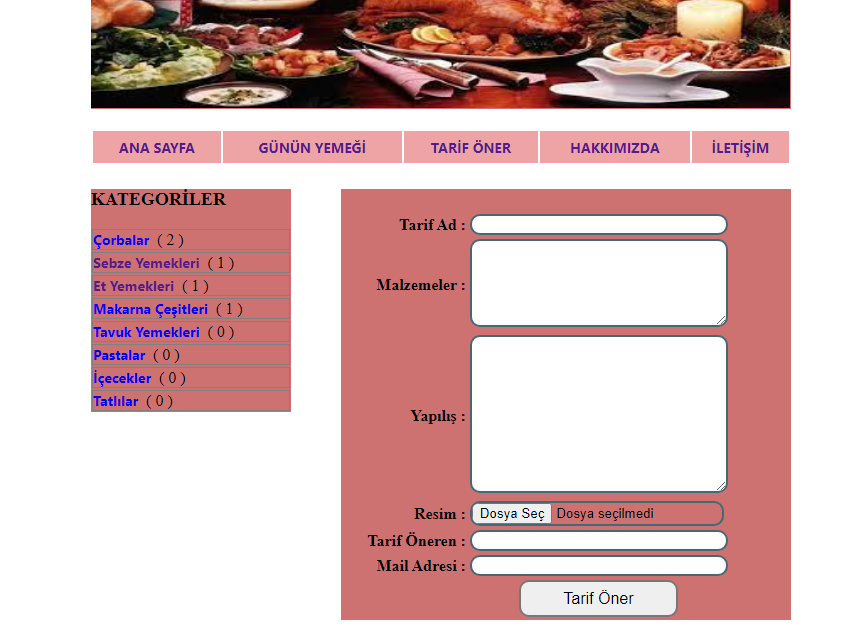 ANA SAYFA GÜNÜN YEMEĞİ TARİF ÖNER HAKKIMIZDA İLETİŞİM
KATEGORİLER
Çorbalar ( 2 )
Sebze Yemekleri ( 1 )
Et Yemekleri ( 1 )
Makarna Çeşitleri ( 1 )
Tavuk Yemekleri ( 0 )
Pastalar ( 0 )
İçecekler ( 0 )
Tatlılar ( 0 )
Tarif Ad :
Malzemeler :
Yapılış :
Resim : Dosya Seç Dosya seçilmedi
Tarif Öneren :
Mail Adresi :
Tarif Öner